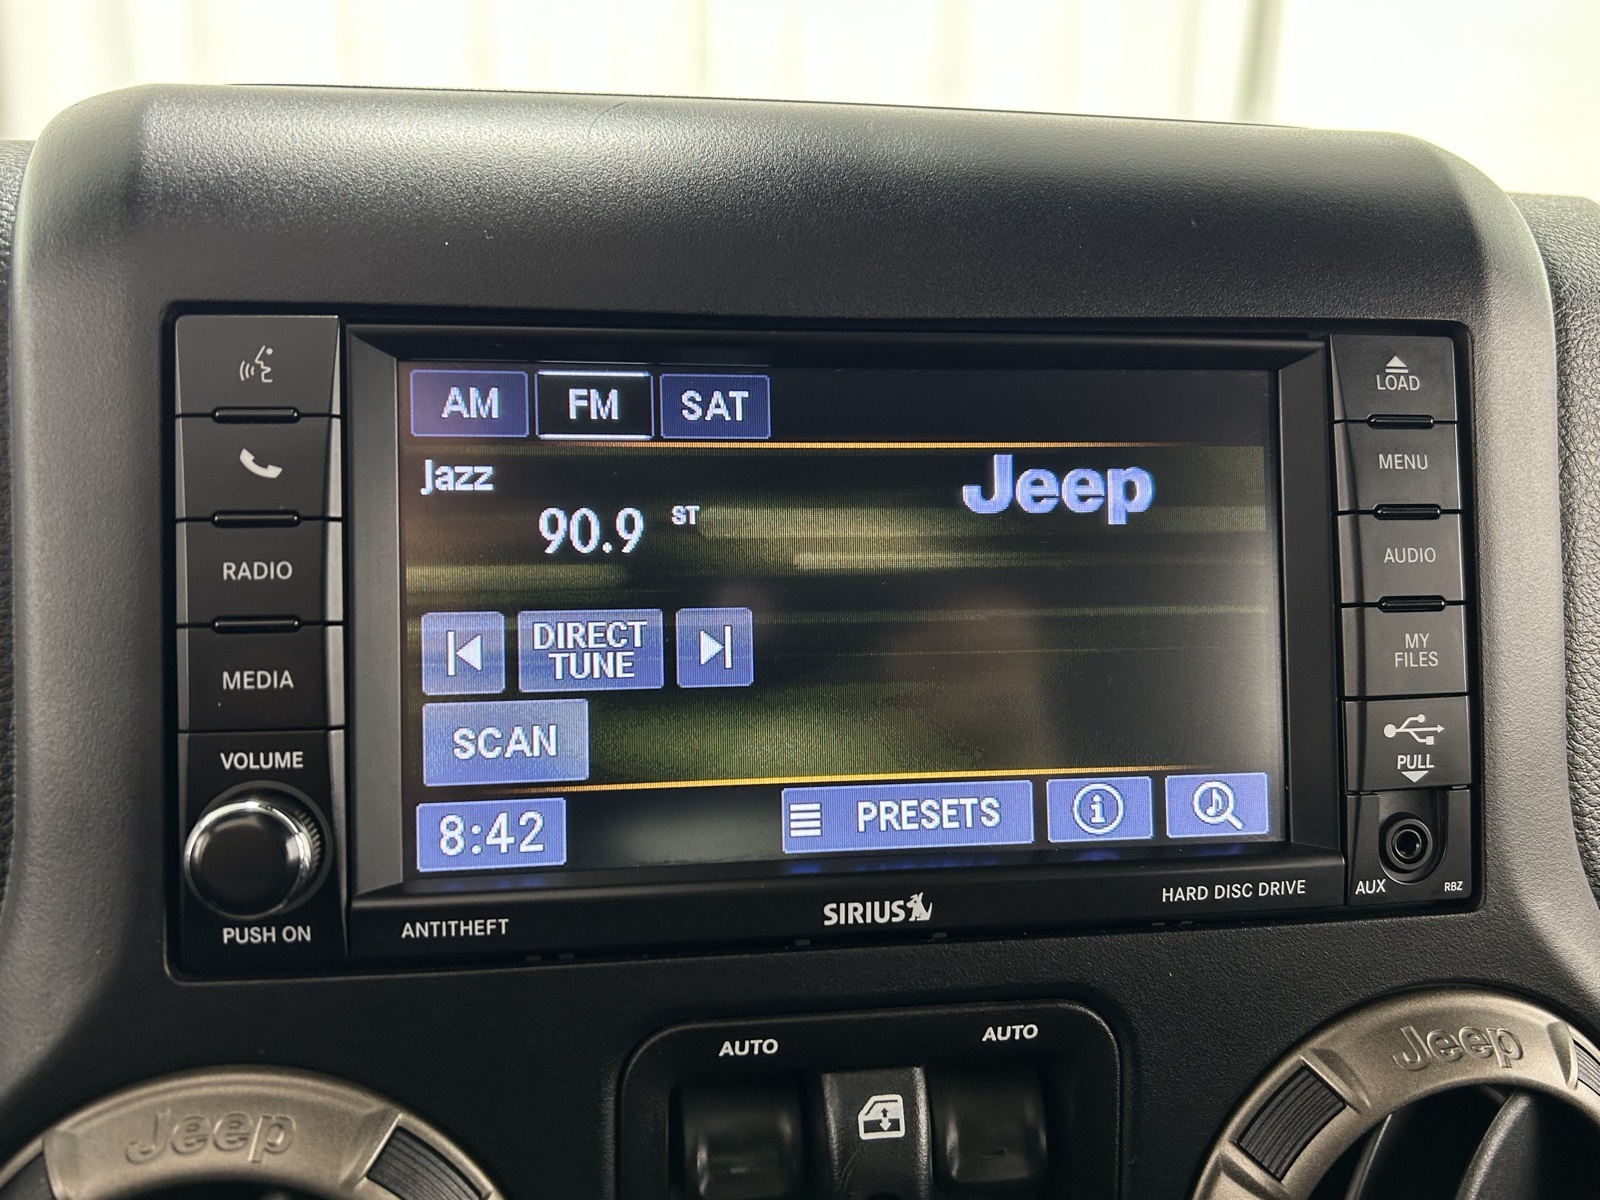 AM FM SAT
Jazz
Jeep
90.9 ST
DIRECT
TUNE
SCAN
8:42
PRESETS
i
RADIO
MEDIA
VOLUME
PUSH ON
LOAD
MENU
AUDIO
MY
FILES
PULL
AUX
RBZ
ANTITHEFT
SIRIUS
HARD DISC DRIVE
AUTO
AUTO
Jeep
Jeep